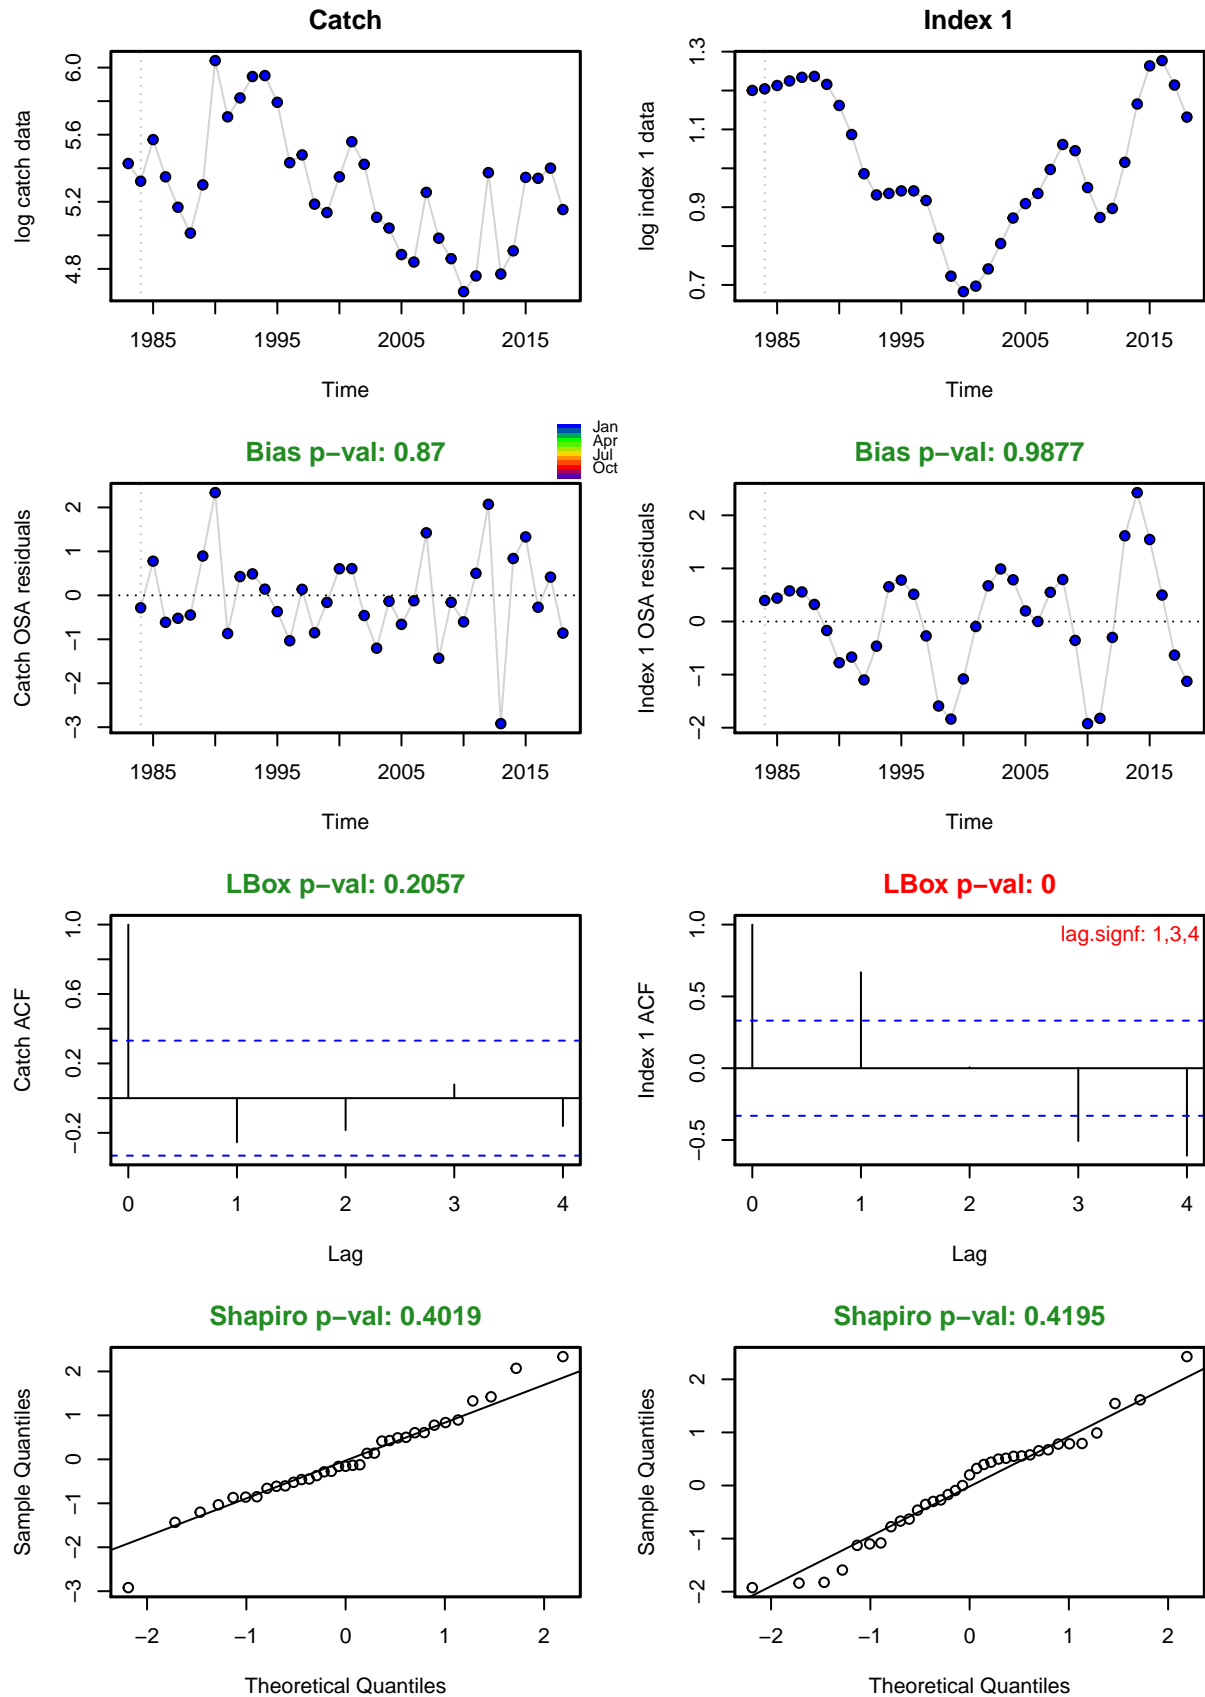 Catch
log catch data
6.0
5.6
5.2
4.8
1985
1995
2005
2015
Time
Index 1
log index 1 data
1.3
1.1
0.9
0.7
1985
1995
2005
2015
Time
Jan
Apr
Jul
Oct
Bias p−val: 0.87
Catch OSA residuals
2
1
0
−1
−2
−3
1985
1995
2005
2015
Time
Bias p−val: 0.9877
Index 1 OSA residuals
2
1
0
−1
−2
1985
1995
2005
2015
Time
LBox p−val: 0.2057
Catch ACF
1.0
0.6
0.2
−0.2
0
1
2
3
4
Lag
LBox p−val: 0
lag.signf: 1,3,4
Index 1 ACF
1.0
0.5
0.0
−0.5
0
1
2
3
4
Lag
Shapiro p−val: 0.4019
Sample Quantiles
2
1
0
−1
−2
−3
−2
−1
0
1
2
Theoretical Quantiles
Shapiro p−val: 0.4195
Sample Quantiles
2
1
0
−1
−2
−2
−1
0
1
2
Theoretical Quantiles